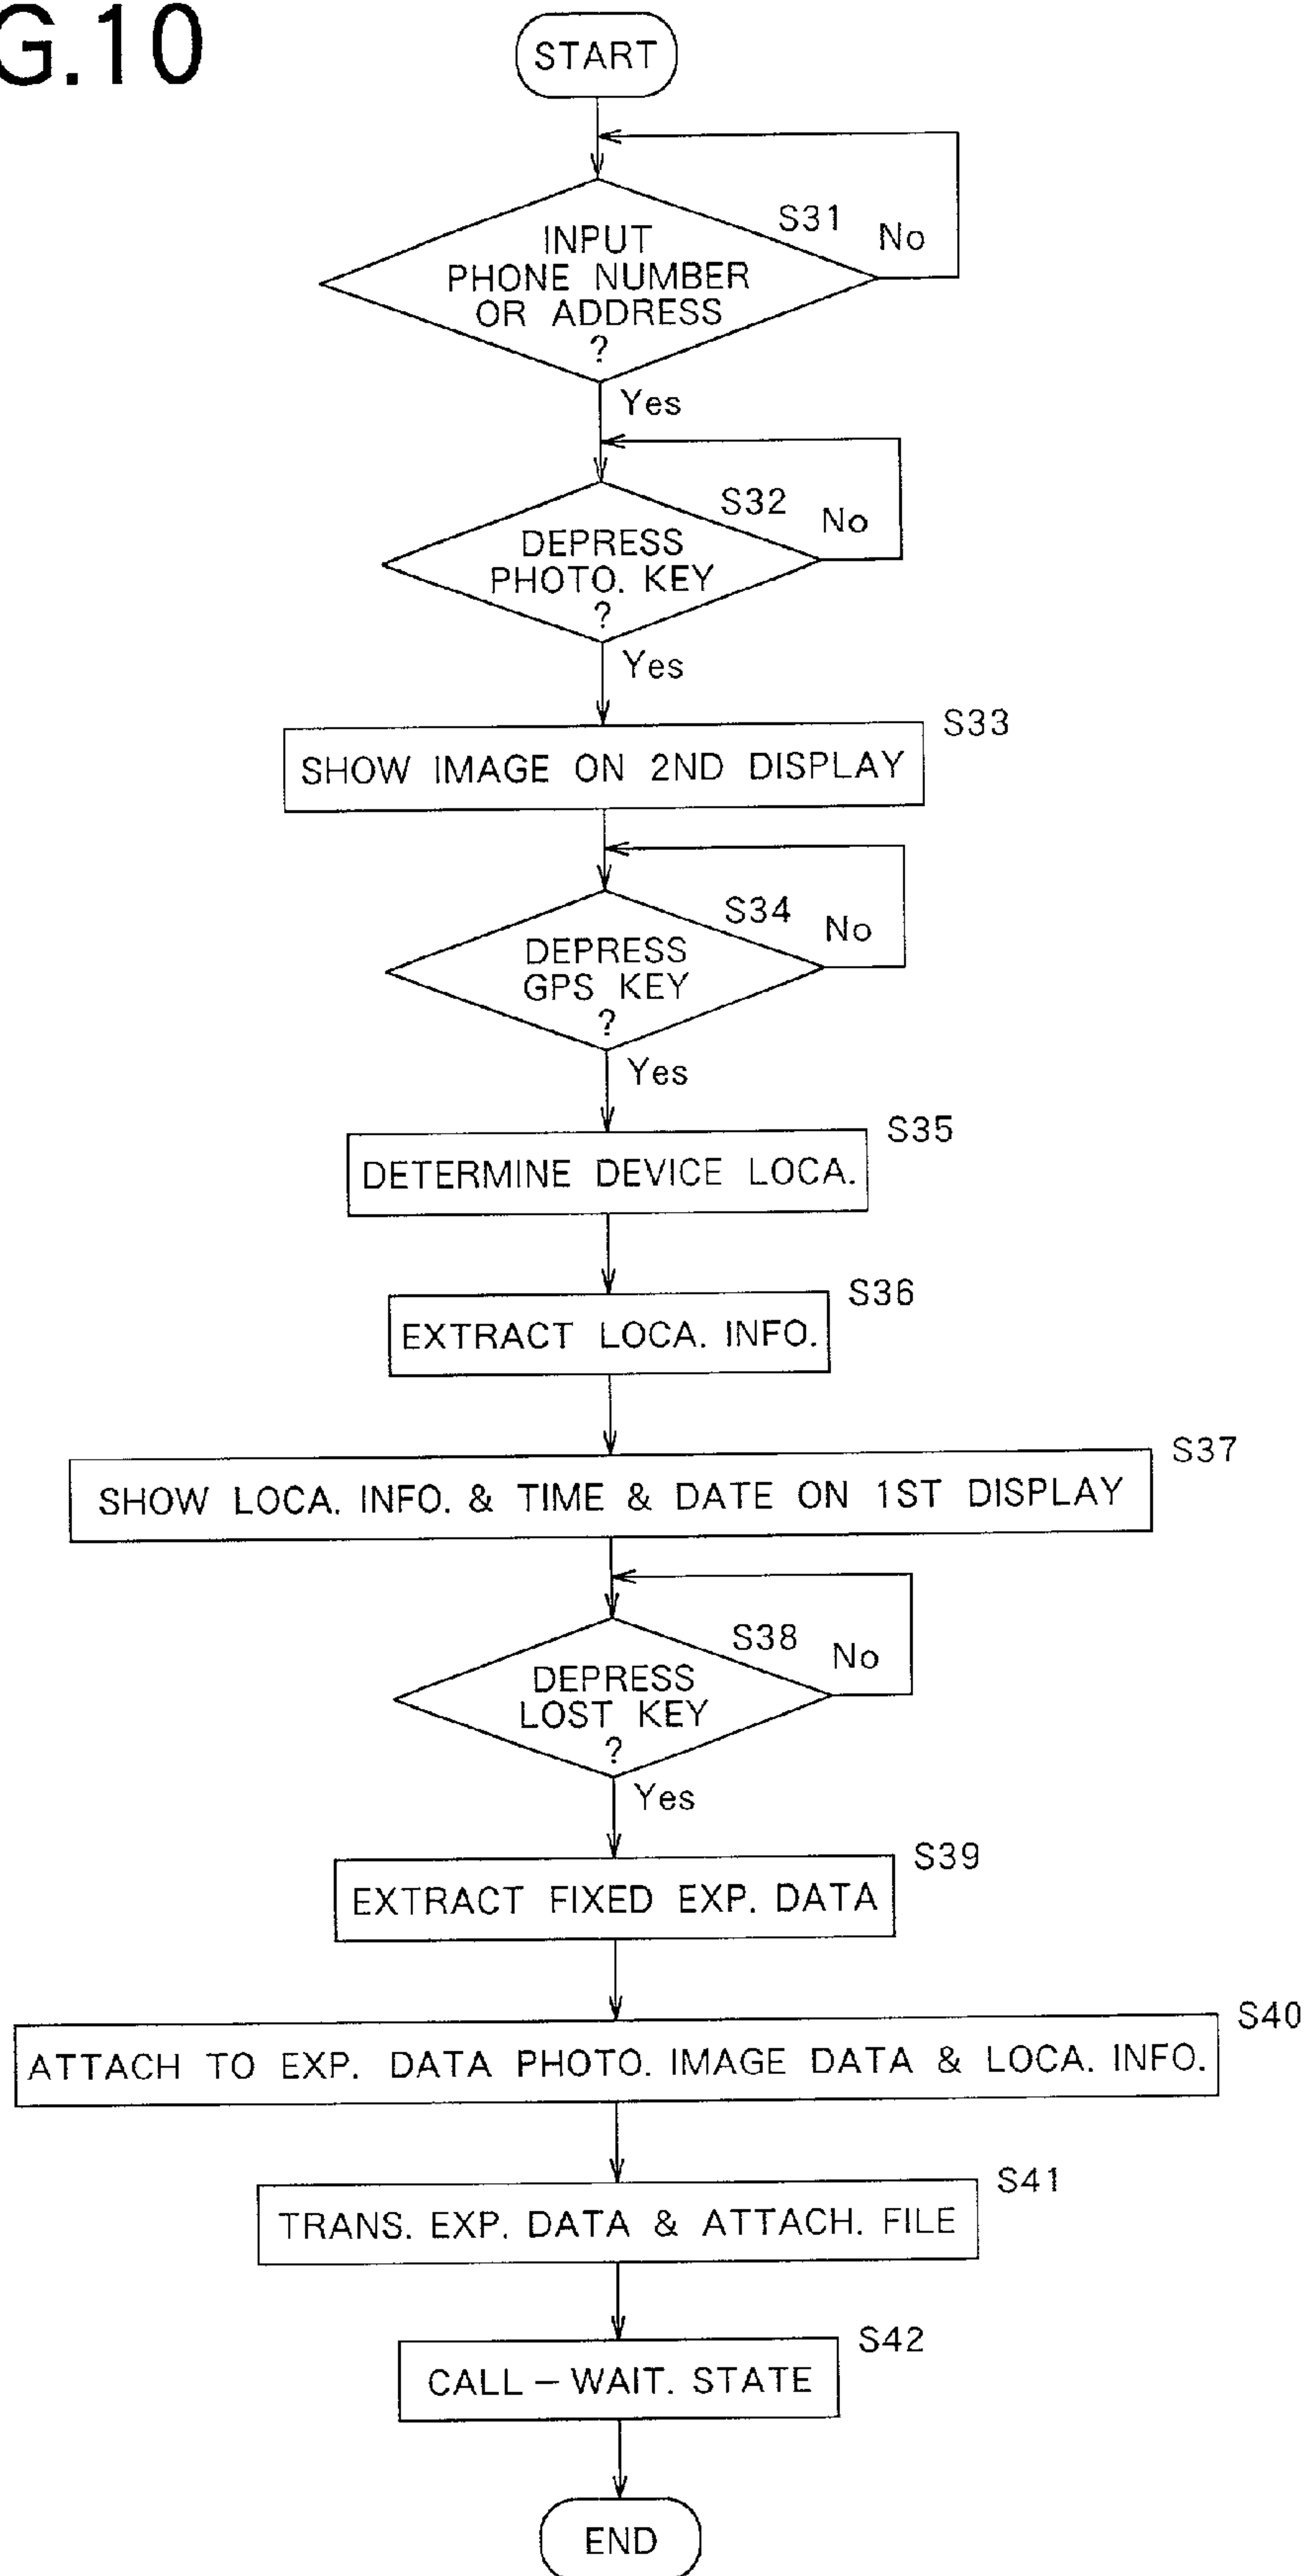 G.10
START
S31
No
INPUT
PHONE NUMBER
OR ADDRESS
?
Yes
S32
No
DEPRESS
PHOTO. KEY
?
Yes
S33
SHOW IMAGE ON 2ND DISPLAY
S34
No
DEPRESS
GPS KEY
?
Yes
S35
DETERMINE DEVICE LOCA.
S36
EXTRACT LOCA. INFO.
S37
SHOW LOCA. INFO. & TIME & DATE ON 1ST DISPLAY
S38
No
DEPRESS
LOST KEY
?
Yes
S39
EXTRACT FIXED EXP. DATA
S40
ATTACH TO EXP. DATA PHOTO. IMAGE DATA & LOCA. INFO.
S41
TRANS. EXP. DATA & ATTACH. FILE
S42
CALL – WAIT. STATE
END